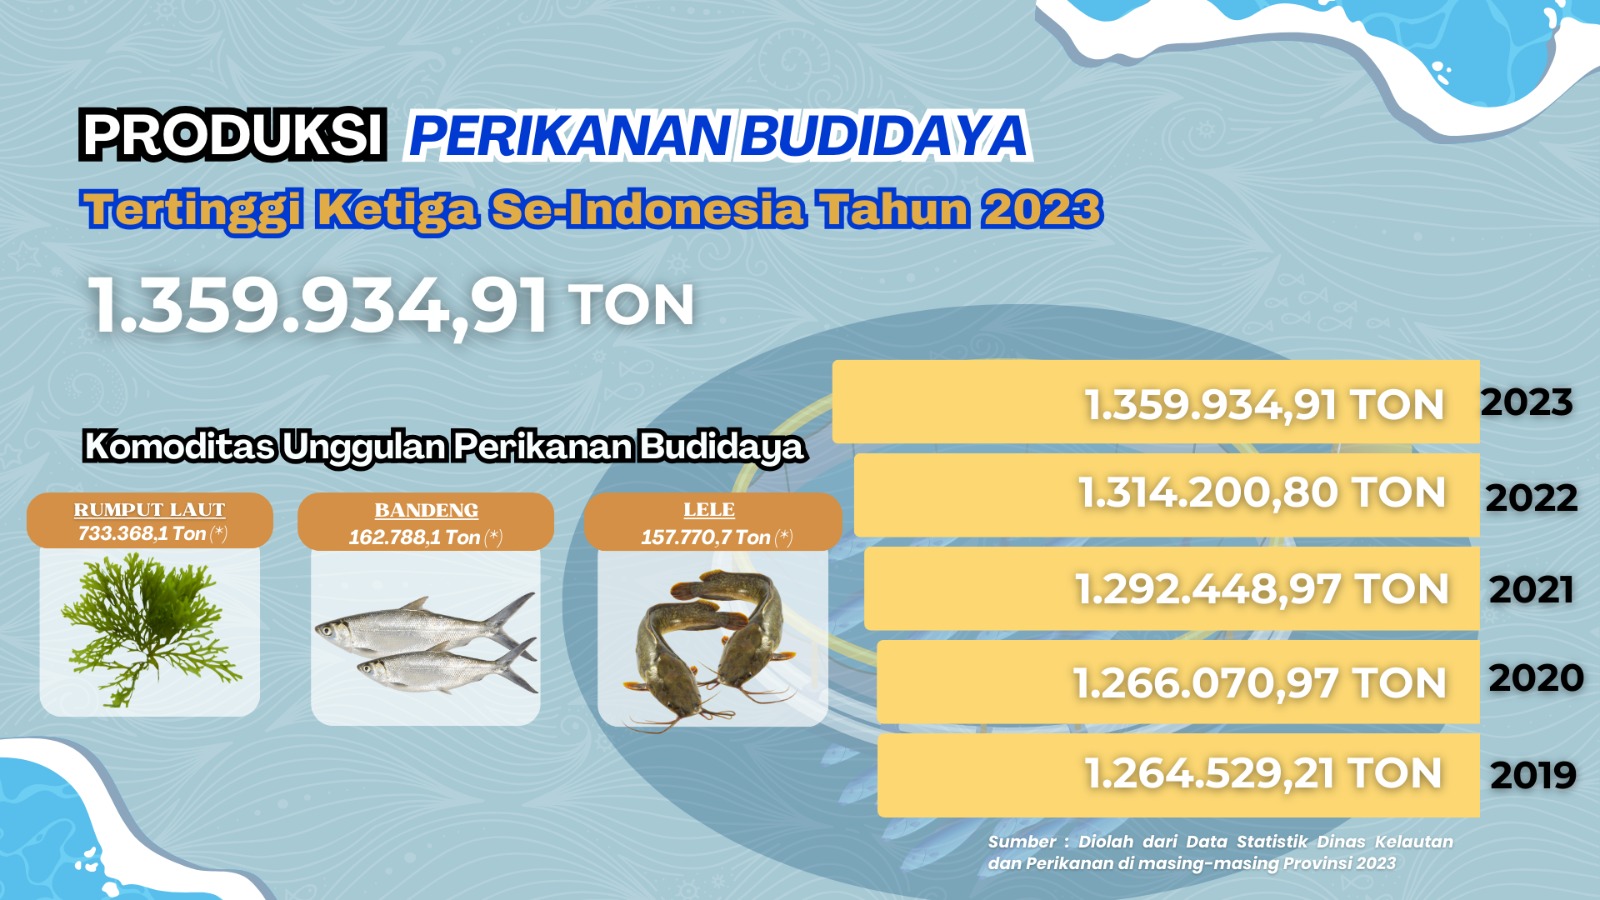 PRODUKSI PERIKANAN BUDIDAYA
Tertinggi Ketiga Se-Indonesia Tahun 2023
1.359.934,91 TON
Komoditas Unggulan Perikanan Budidaya
RUMPUT LAUT
733.368,1 Ton (*)
BANDENG
162.788,1 Ton (*)
LELE
157.770,7 Ton (*)
1.359.934,91 TON 2023
1.314.200,80 TON 2022
1.292.448,97 TON 2021
1.266.070,97 TON 2020
1.264.529,21 TON 2019
Sumber : Diolah dari Data Statistik Dinas Kelautan
dan Perikanan di masing-masing Provinsi 2023